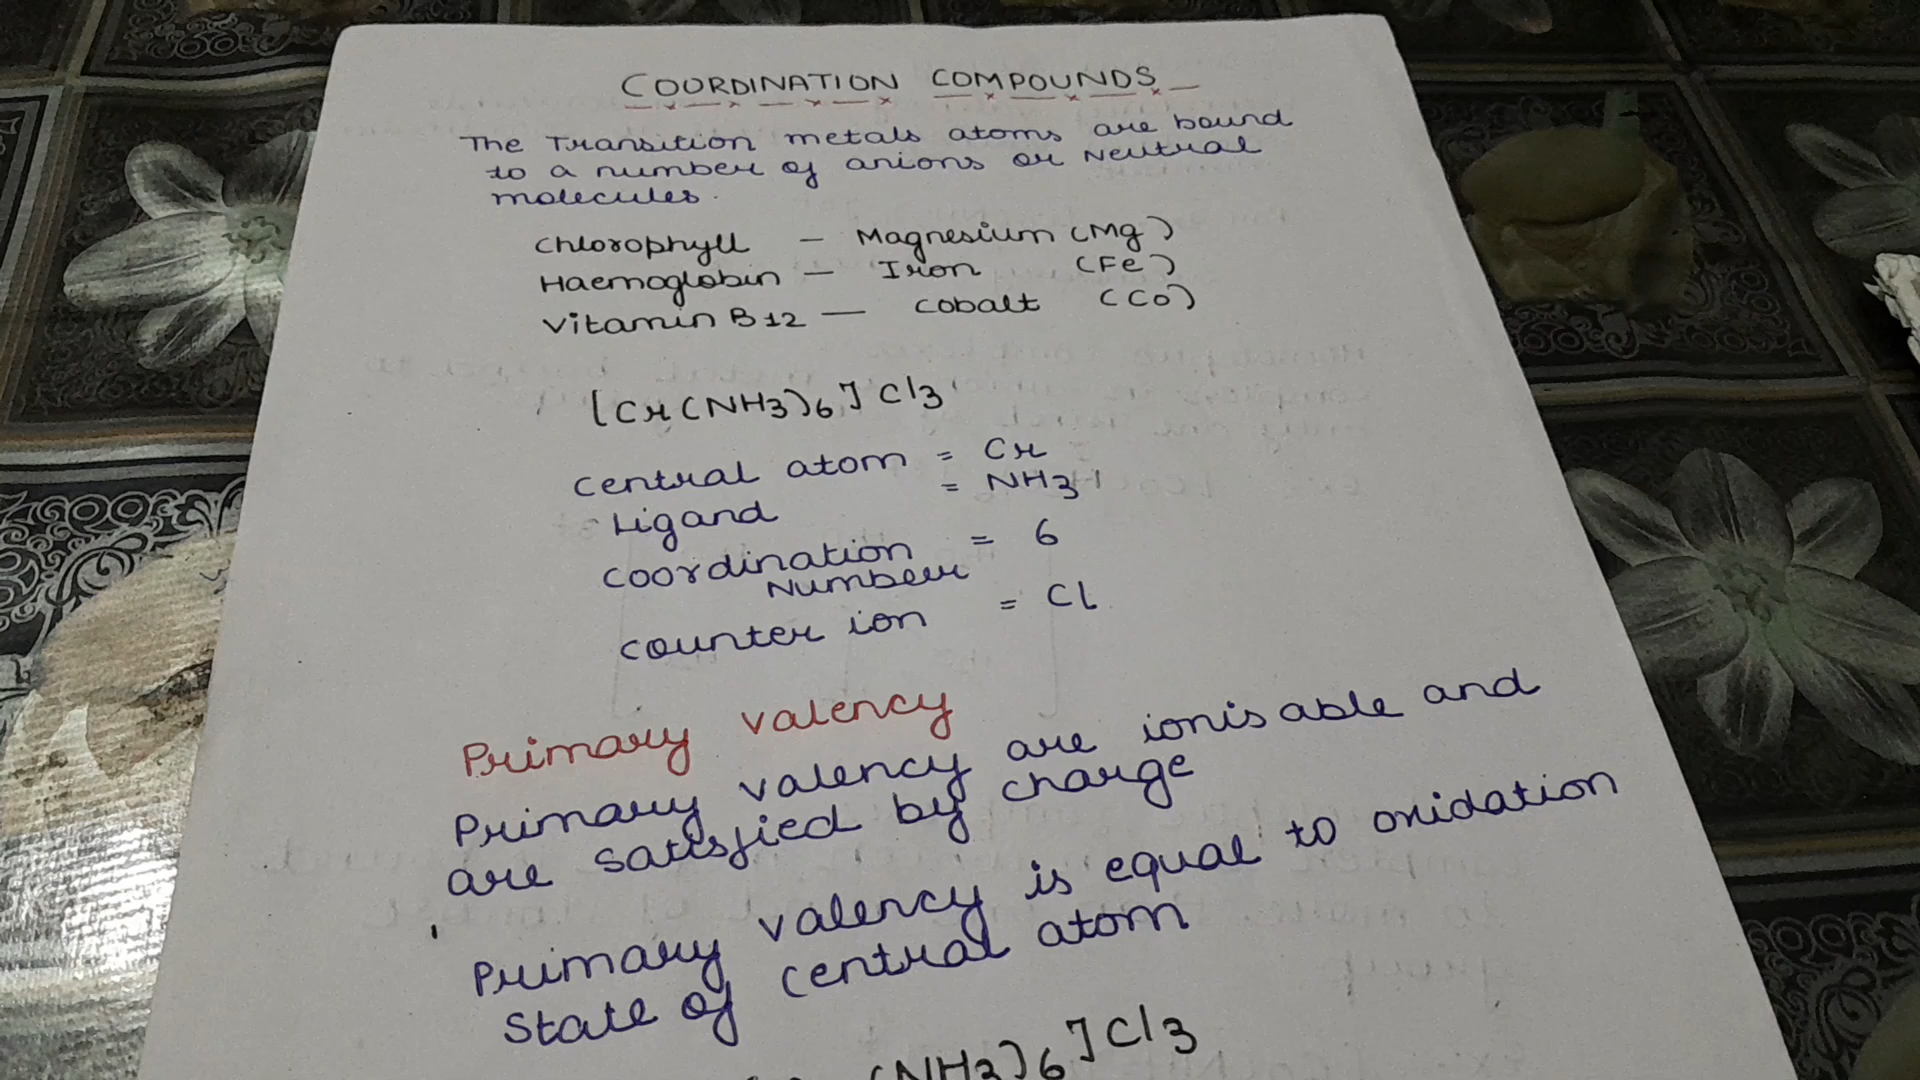 COORDINATION COMPOUNDS
The Transition metals atoms are bound
to a number of anions or Neutral
molecules.
Chlorophyll – Magnesium (Mg)
Haemoglobin – Iron (Fe)
Vitamin B12 – Cobalt (Co)
[Cr(NH3)6]Cl3
Central atom = Cr
Ligand = NH3
Coordination = 6
Number
Counter ion = Cl
Primary valency
Primary valency are ionisable and
are satisfied by charge
Primary valency is equal to oxidation
State of central atom
(NH3)6]Cl3